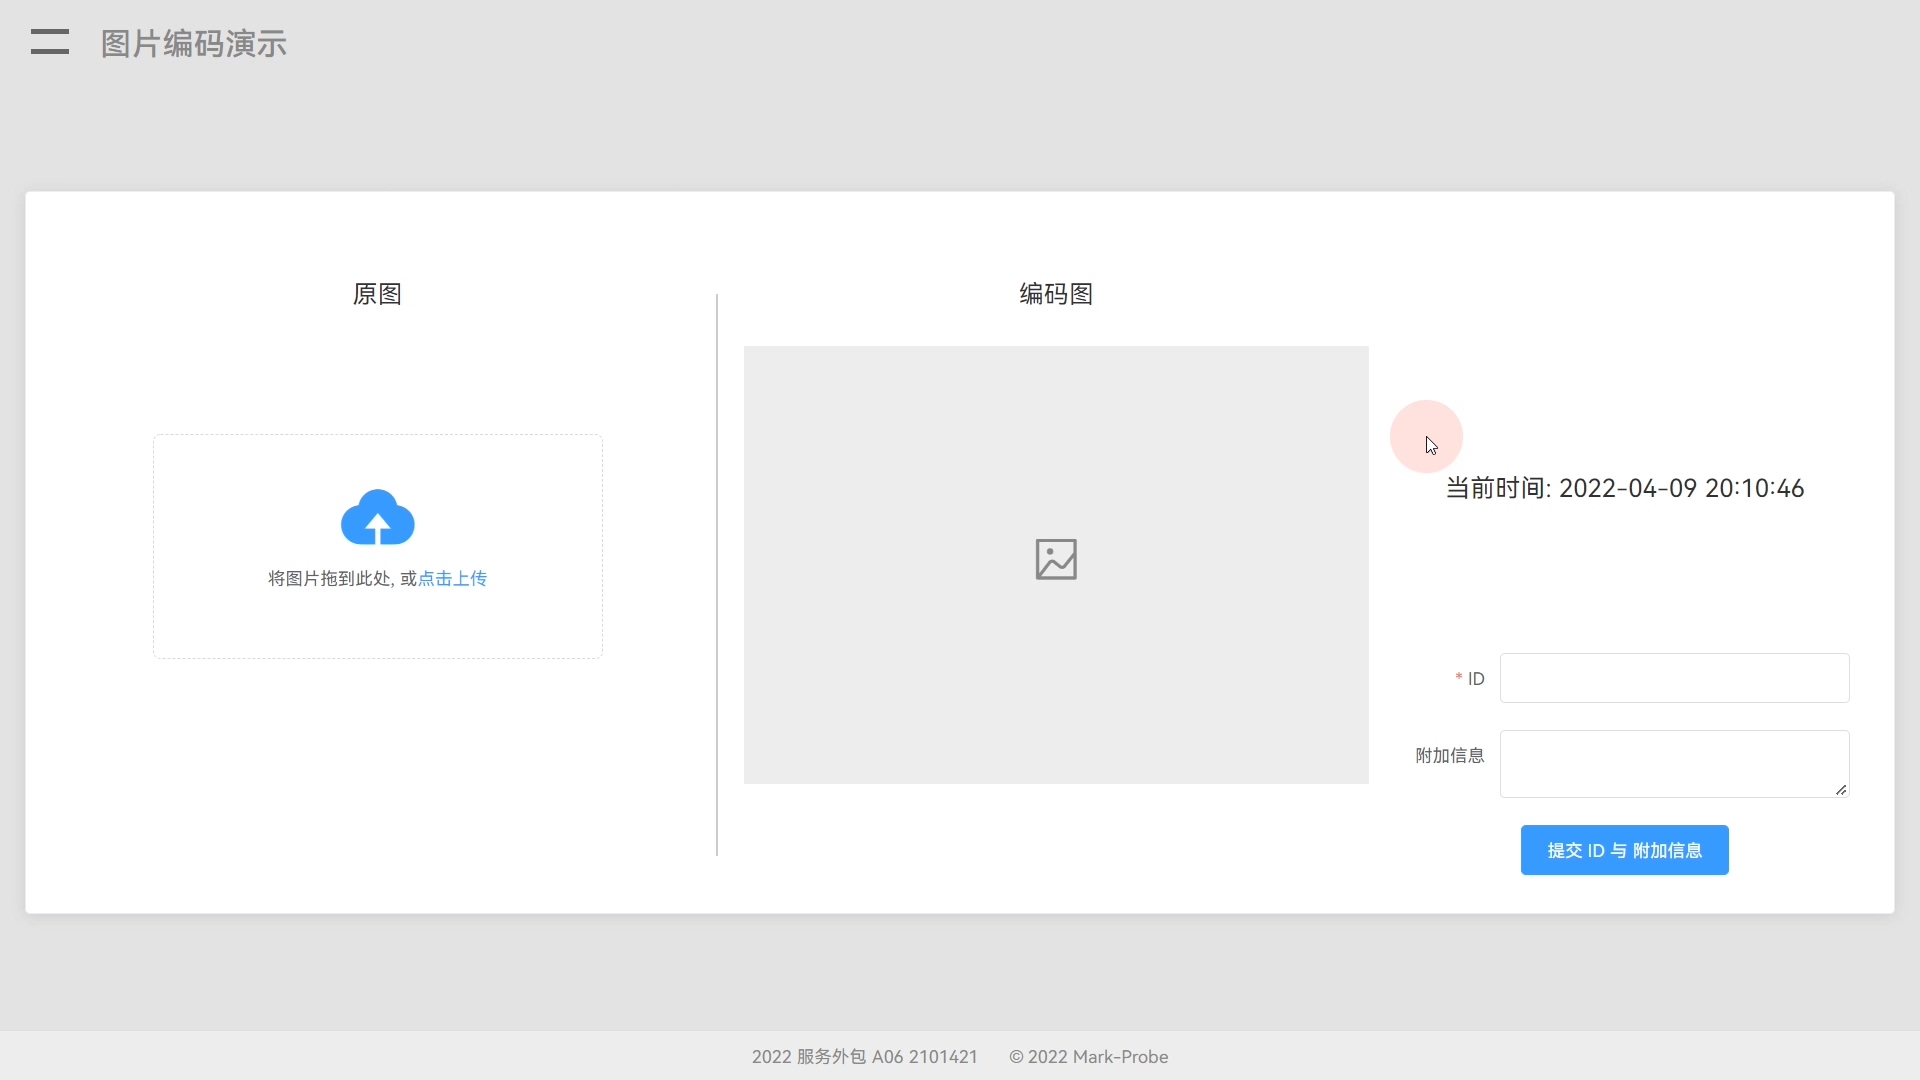 图片编码演示
原图
将图片拖到此处, 或点击上传
编码图
当前时间: 2022-04-09 20:10:46
* ID
附加信息
提交 ID 与 附加信息
2022 服务外包 A06 2101421 © 2022 Mark-Probe